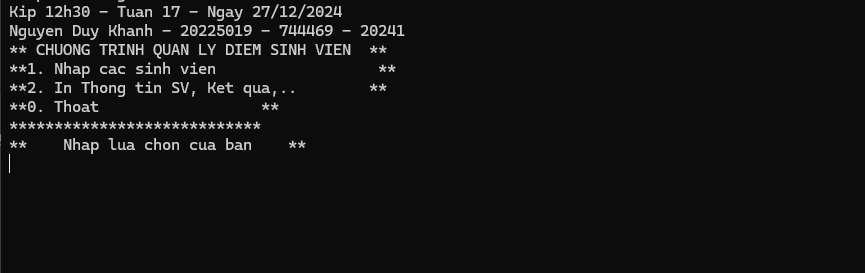 Kip 12h30 - Tuan 17 - Ngay 27/12/2024
Nguyen Duy Khanh - 20225019 - 744469 - 20241
** CHUONG TRINH QUAN LY DIEM SINH VIEN  **
**1. Nhap cac sinh vien                  **
**2. In Thong tin SV, Ket qua,..        **
**0. Thoat                  **
****************************
**    Nhap lua chon cua ban    **